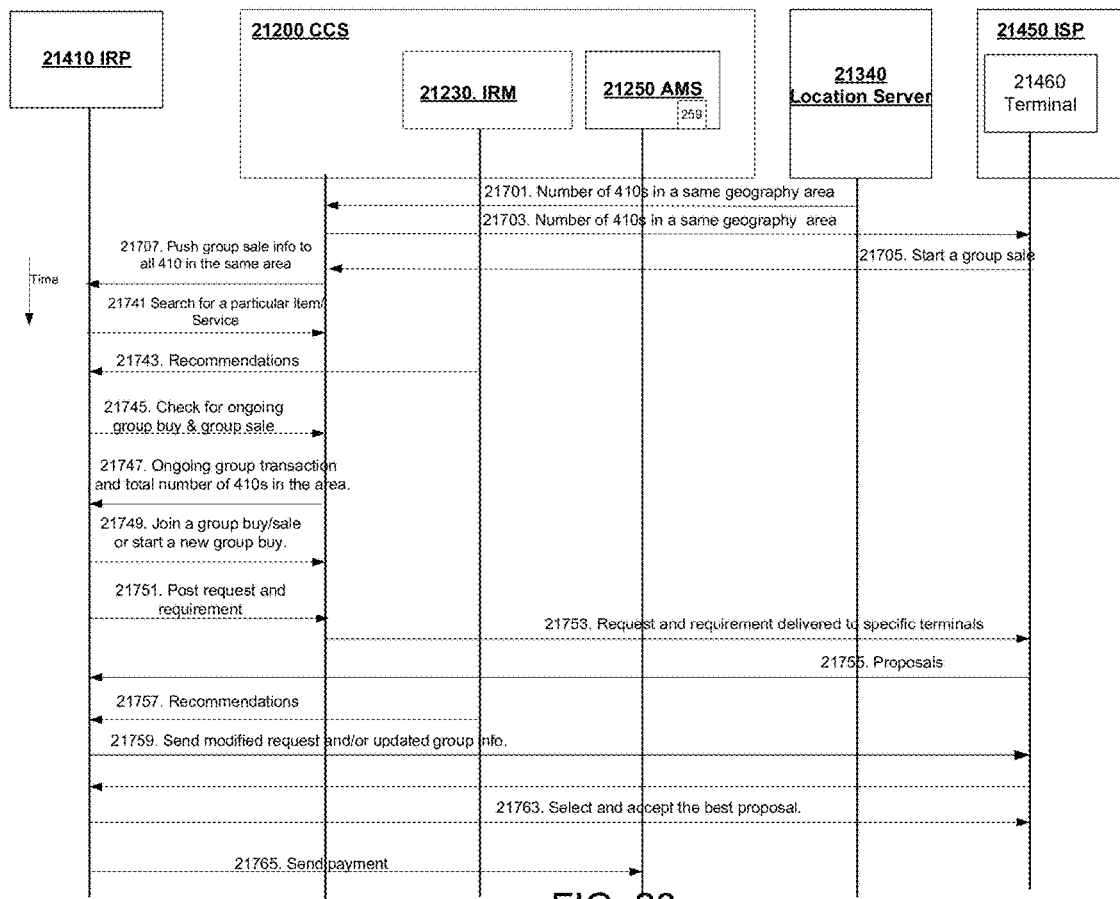 21410 IRP
21200 CCS
21230. IRM
21250 AMS
259
21340
Location Server
21450 ISP
21460
Terminal
21701. Number of 410s in a same geography area
21703. Number of 410s in a same geography area
21705. Start a group sale
21707. Push group sale info to
all 410 in the same area
Time
21741 Search for a particular item/
Service
21743. Recommendations
21745. Check for ongoing
group buy & group sale
21747. Ongoing group transaction
and total number of 410s in the area.
21749. Join a group buy/sale
or start a new group buy.
21751. Post request and
requirement
21753. Request and requirement delivered to specific terminals
21755. Proposals
21757. Recommendations
21759. Send modified request and/or updated group info.
21763. Select and accept the best proposal.
21765. Send payment